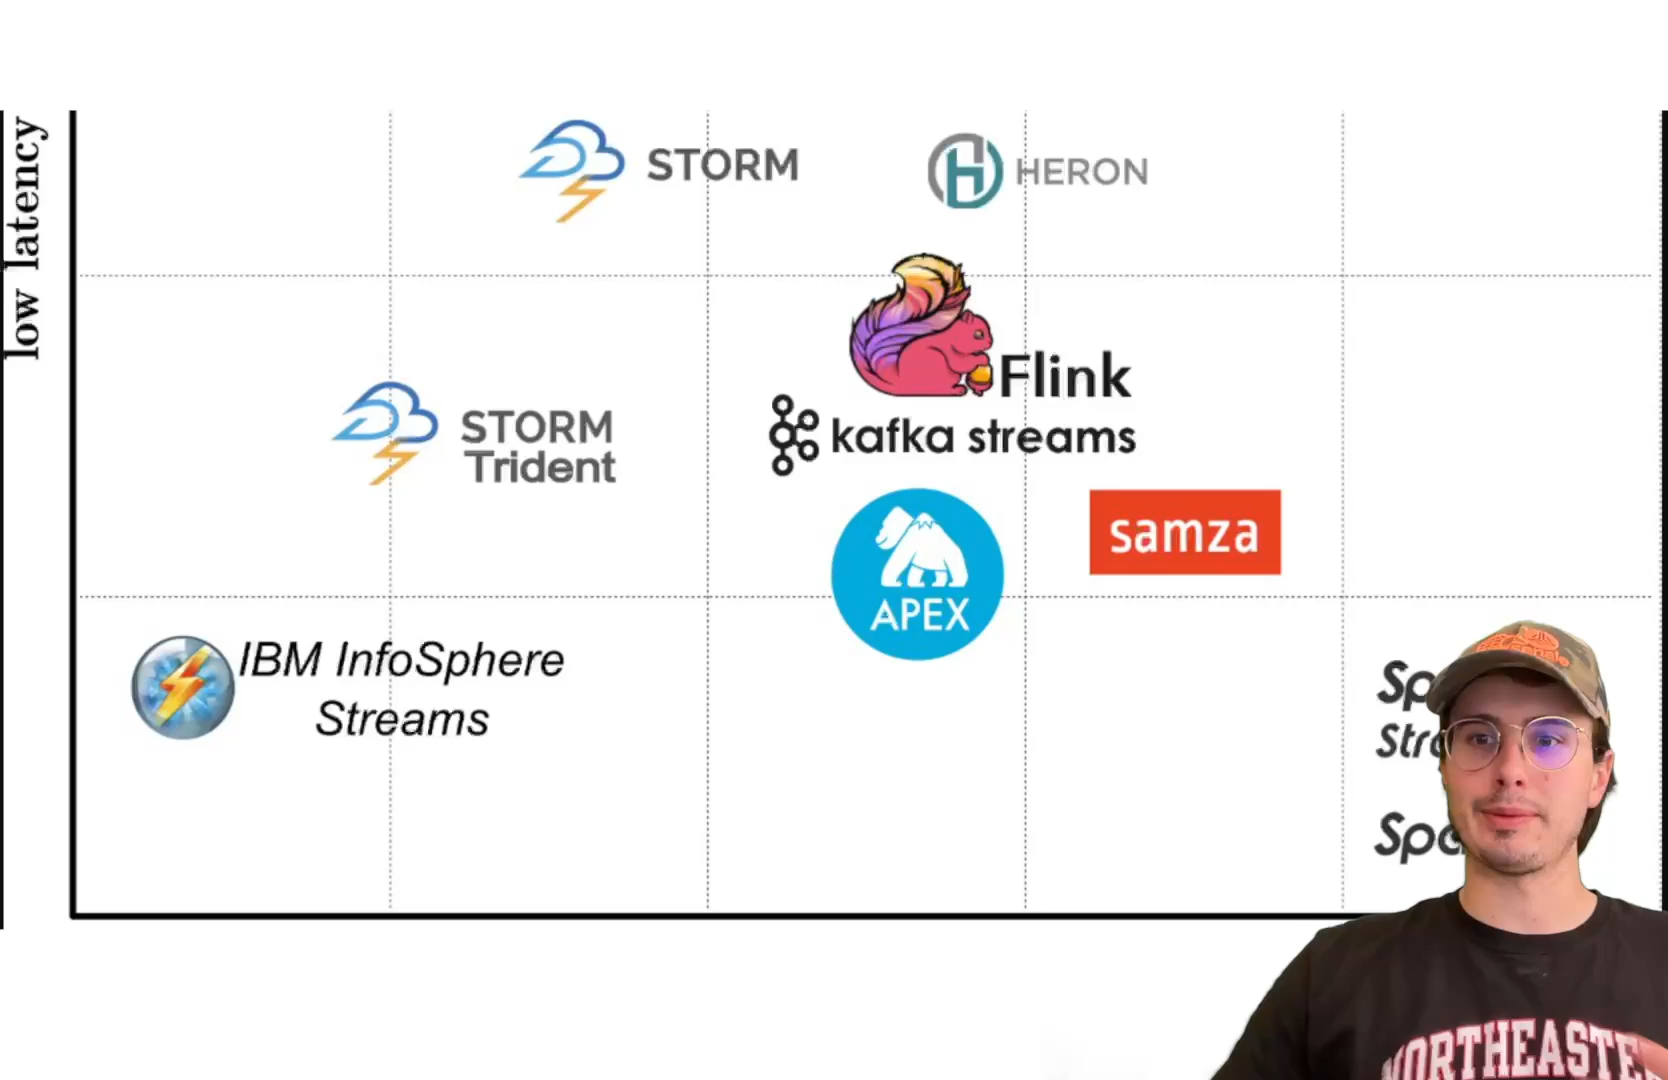 low latency
STORM
HERON
Flink
STORM
Trident
kafka streams
samza
APEX
IBM InfoSphere
Streams